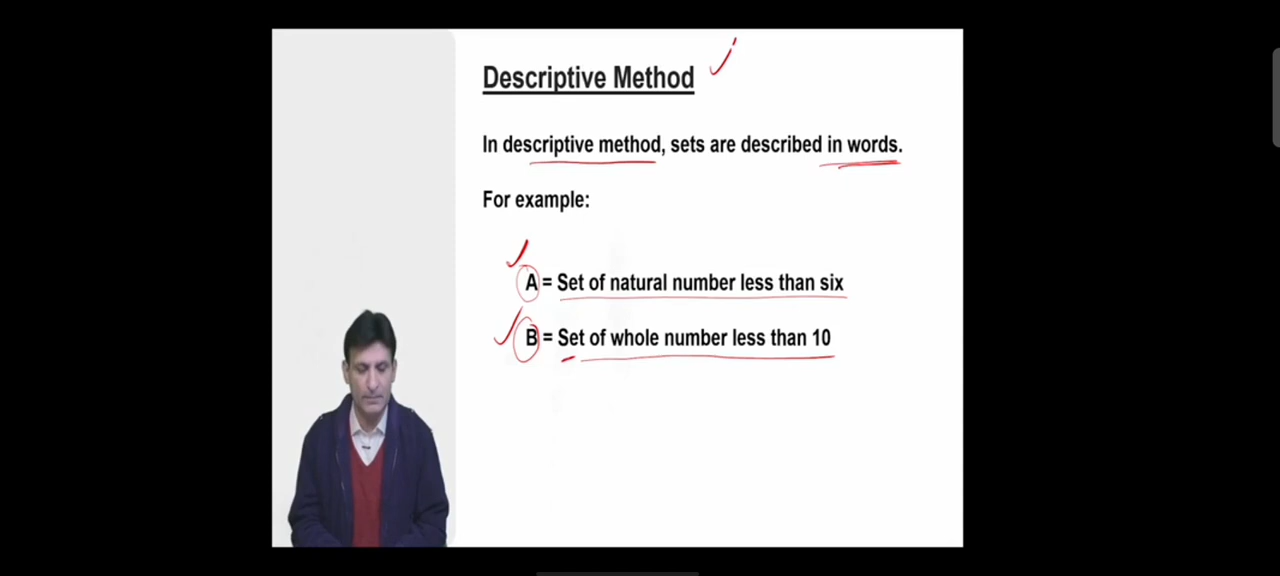 Descriptive Method
In descriptive method, sets are described in words.
For example:
A = Set of natural number less than six
B = Set of whole number less than 10